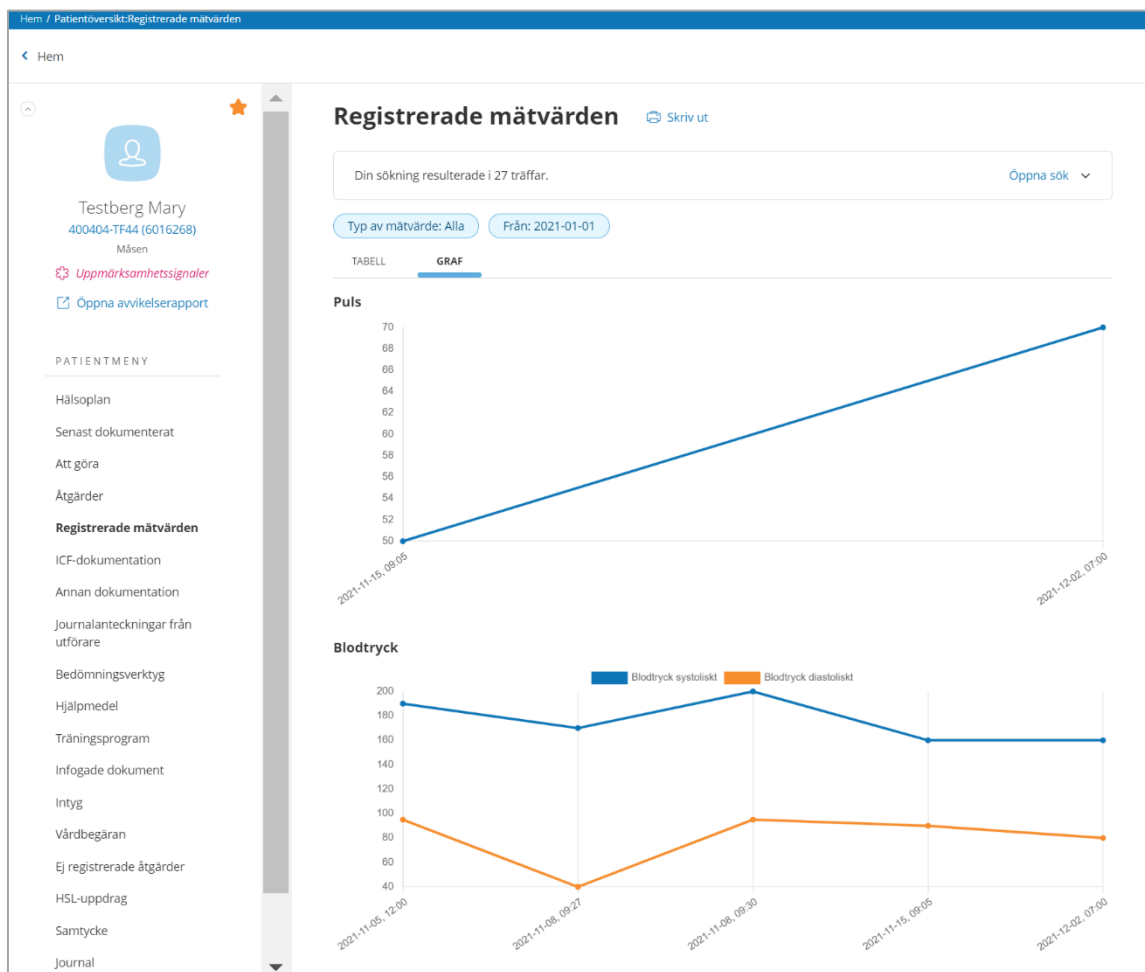 Hem / Patientöversikt:Registrerade mätvärden
Hem
Testberg Mary
400404-TF44 (6016268)
Måsen
Uppmärksamhetssignaler
Öppna avvikelserapport
PATIENTMENY
Hälsoplan
Senast dokumenterat
Att göra
Åtgärder
Registrerade mätvärden
ICF-dokumentation
Annan dokumentation
Journalanteckningar från
utförare
Bedömningsverktyg
Hjälpmedel
Träningsprogram
Infogade dokument
Intyg
Vårdbegäran
Ej registrerade åtgärder
HSL-uppdrag
Samtycke
Journal
Registrerade mätvärden Skriv ut
Din sökning resulterade i 27 träffar. Öppna sök
Typ av mätvärde: Alla Från: 2021-01-01
TABELL GRAF
Puls
70
68
66
64
62
60
58
56
54
52
50
2021-11-15, 09:05 2021-12-02, 07:00
Blodtryck
Blodtryck systoliskt Blodtryck diastoliskt
200
180
160
140
120
100
80
60
40
2021-11-05, 12:00 2021-11-08, 09:27 2021-11-08, 09:30 2021-11-15, 09:05 2021-12-02, 07:00